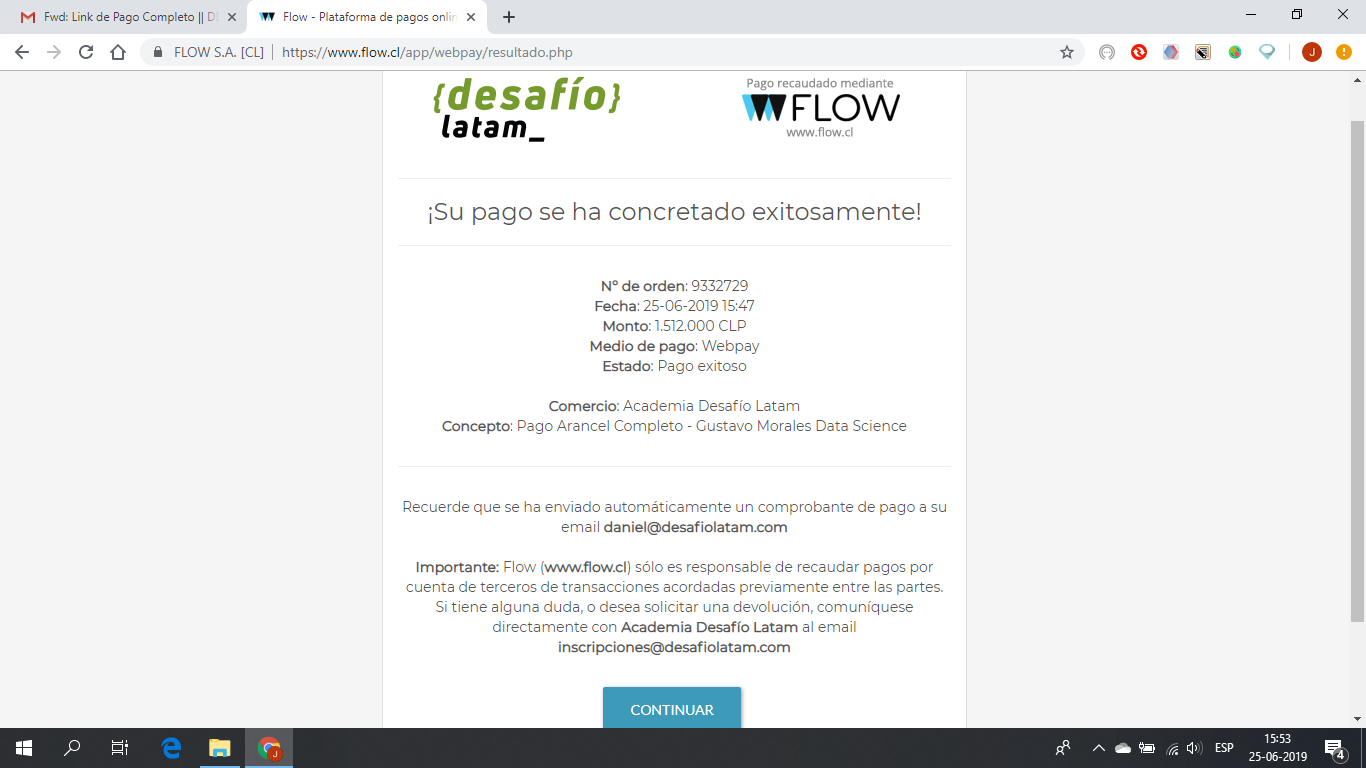 Fwd: Link de Pago Completo || D
Flow - Plataforma de pagos onlin
FLOW S.A. [CL] | https://www.flow.cl/app/webpay/resultado.php
J
{desafío}
latam_
Pago recaudado mediante
FLOW
www.flow.cl
¡Su pago se ha concretado exitosamente!
Nº de orden: 9332729
Fecha: 25-06-2019 15:47
Monto: 1.512.000 CLP
Medio de pago: Webpay
Estado: Pago exitoso
Comercio: Academia Desafío Latam
Concepto: Pago Arancel Completo - Gustavo Morales Data Science
Recuerde que se ha enviado automáticamente un comprobante de pago a su
email daniel@desafiolatam.com
Importante: Flow (www.flow.cl) sólo es responsable de recaudar pagos por
cuenta de terceros de transacciones acordadas previamente entre las partes.
Si tiene alguna duda, o desea solicitar una devolución, comuníquese
directamente con Academia Desafío Latam al email
inscripciones@desafiolatam.com
CONTINUAR
J
ESP
15:53
25-06-2019
4